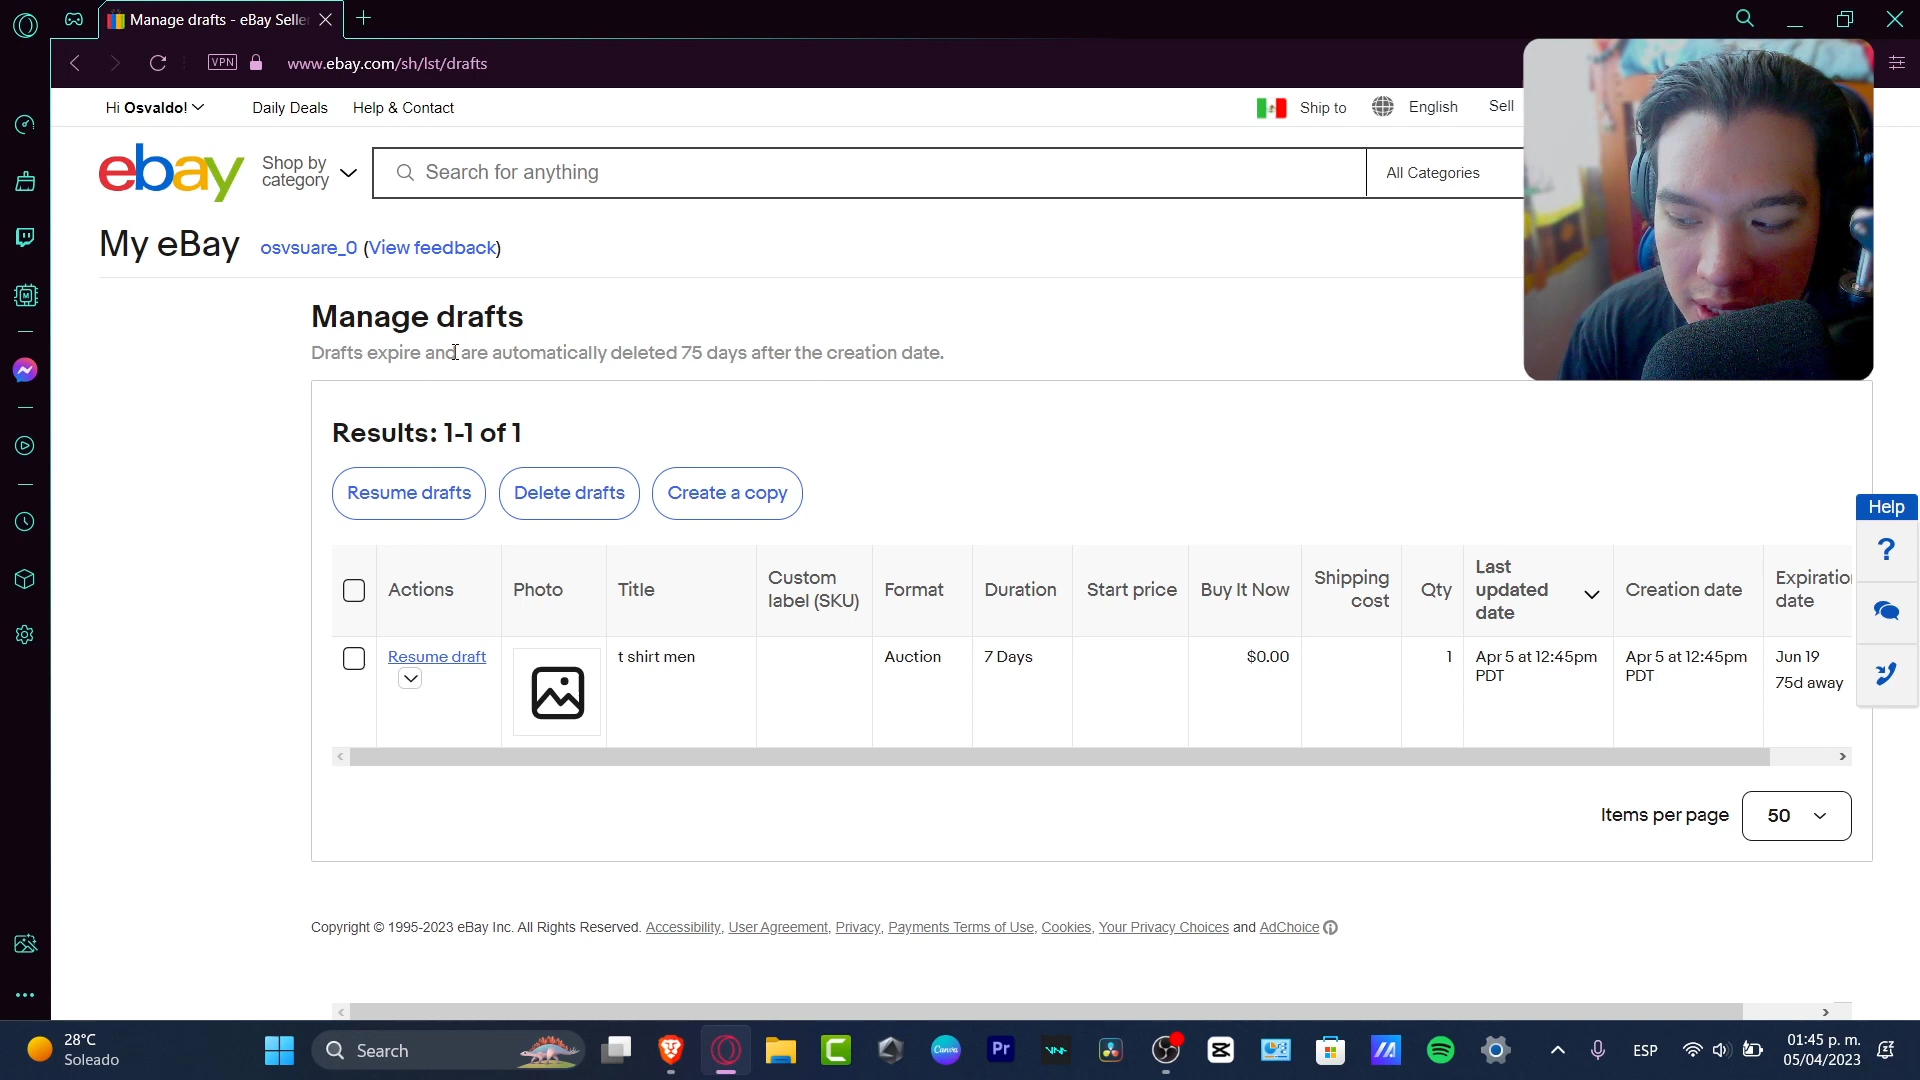 Manage drafts - eBay Selle
VPN
www.ebay.com/sh/lst/drafts
Hi Osvaldo!
Daily Deals
Help & Contact
Ship to
English
Sell
ebay
Shop by
category
Search for anything
All Categories
My eBay
osvsuare_0 (View feedback)
Manage drafts
Drafts expire and are automatically deleted 75 days after the creation date.
Results: 1-1 of 1
Resume drafts
Delete drafts
Create a copy
Help
?
Actions
Photo
Title
Custom
label (SKU)
Format
Duration
Start price
Buy It Now
Shipping
cost
Qty
Last
updated
date
Creation date
Expiratio
date
Resume draft
t shirt men
Auction
7 Days
$0.00
1
Apr 5 at 12:45pm
PDT
Apr 5 at 12:45pm
PDT
Jun 19
75d away
Items per page
50
Copyright © 1995-2023 eBay Inc. All Rights Reserved. Accessibility, User Agreement, Privacy, Payments Terms of Use, Cookies, Your Privacy Choices and AdChoice
28°C
Soleado
Search
Canva
Pr
ESP
01:45 p. m.
05/04/2023